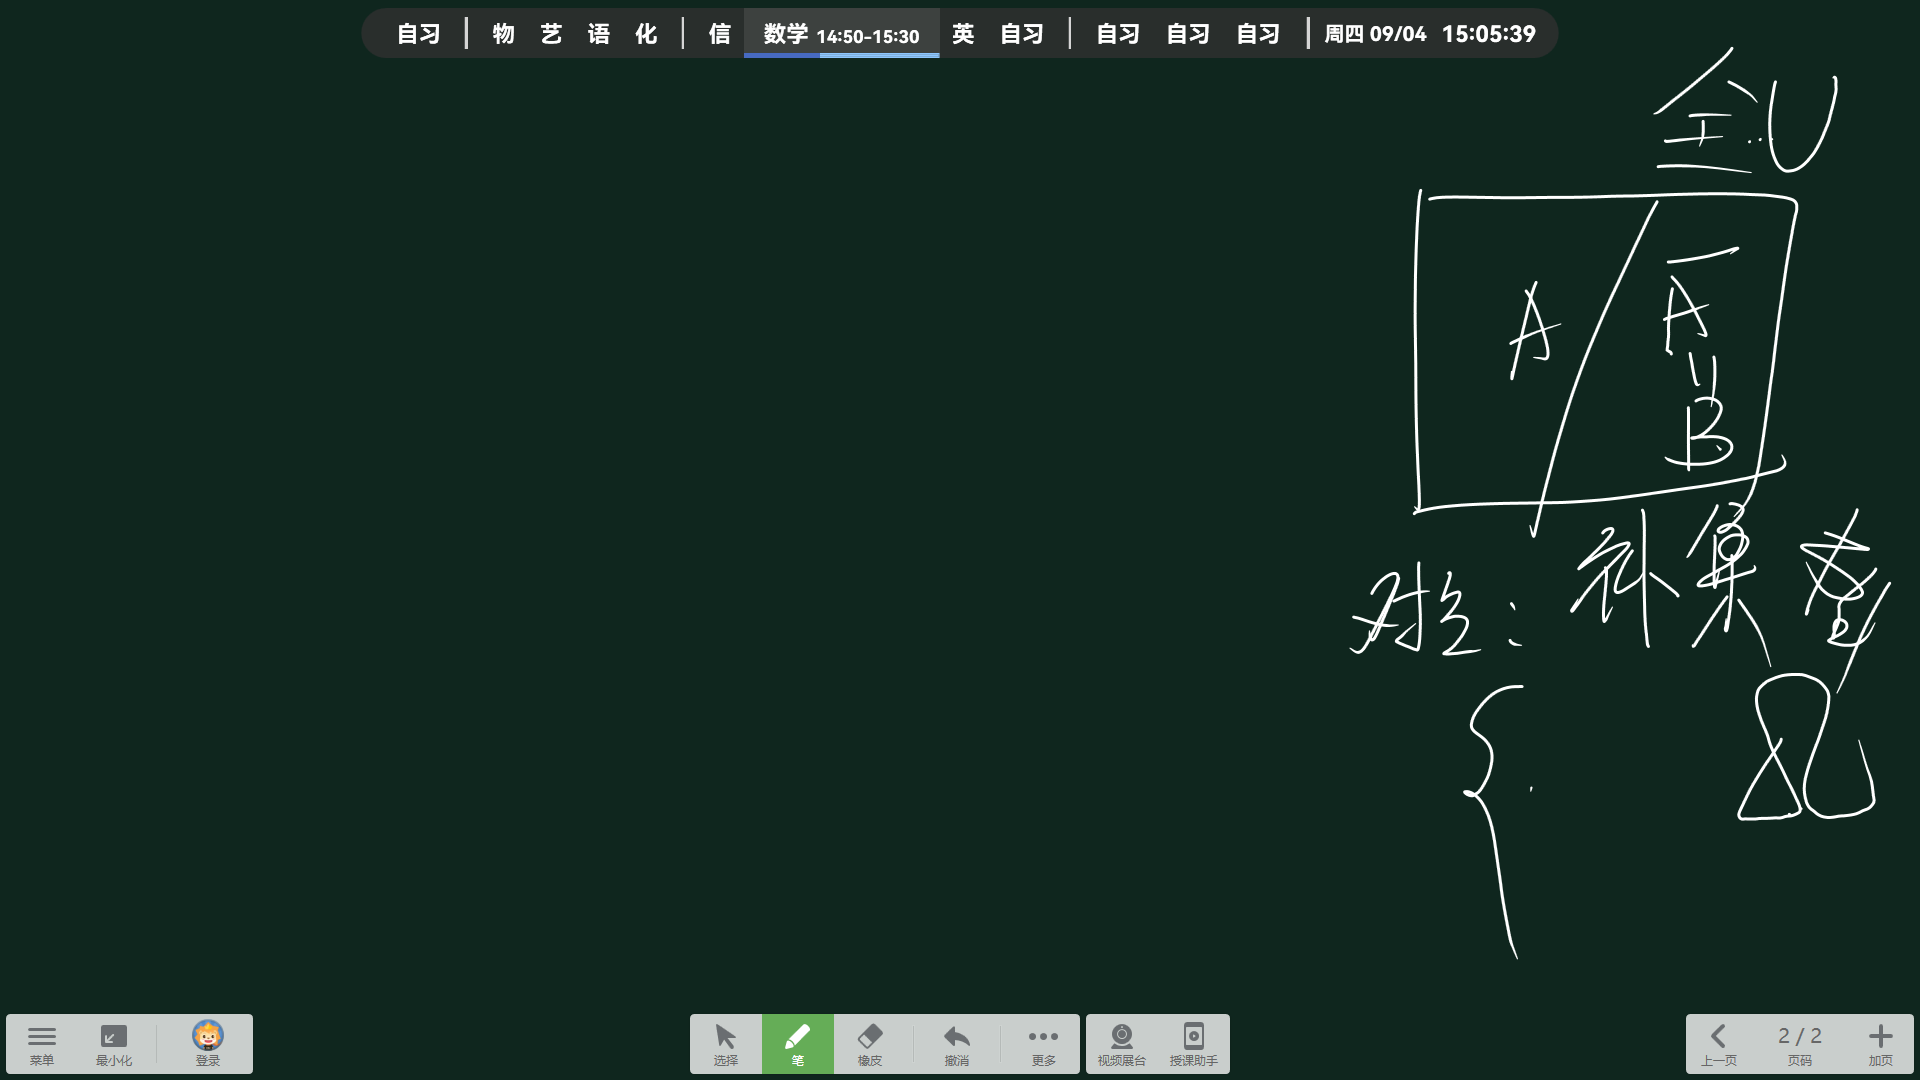 自习 | 物 艺 语 化 | 信 数学 14:50-15:30 英 自习 | 自习 自习 自习 | 周四 09/04 15:05:39
全 U
A
A
B
对立: 补集
菜单 最小化 登录 选择 笔 橡皮 撤消 更多 视频展台 授课助手 上一页 2 / 2 页码 加页